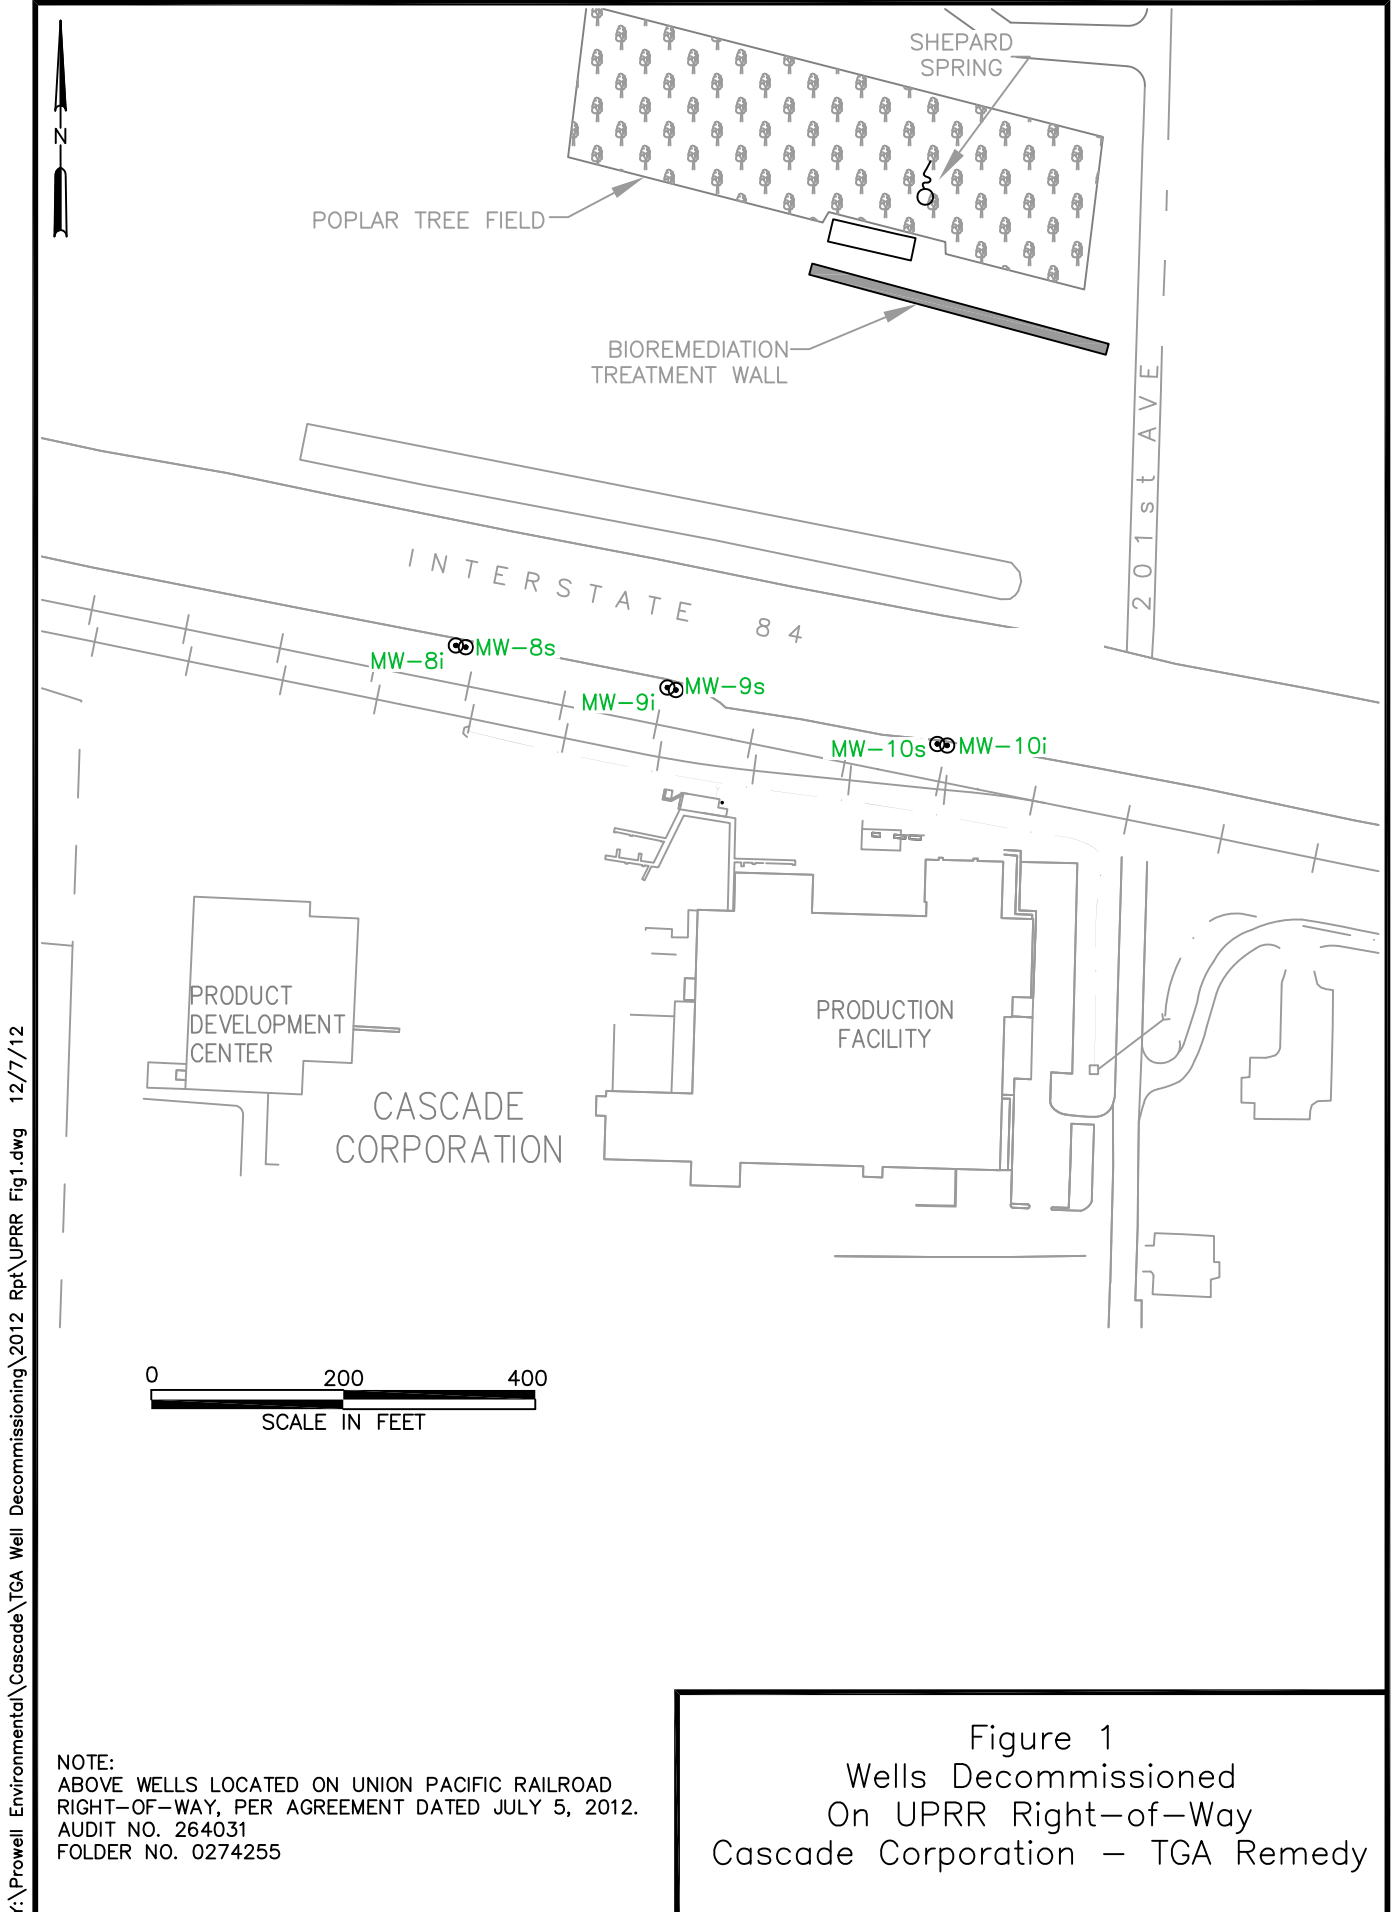 SHEPARD
SPRING
N
POPLAR TREE FIELD
BIOREMEDIATION
TREATMENT WALL
201st AVE
INTERSTATE 84
MW-8s
MW-8i
MW-9s
MW-9i
MW-10s
MW-10i
PRODUCT
DEVELOPMENT
CENTER
PRODUCTION
FACILITY
CASCADE
CORPORATION
0 200 400
SCALE IN FEET
Y:\Prowell Environmental\Cascade\TGA Well Decommissioning\2012 Rpt\UPRR Fig1.dwg 12/7/12
NOTE:
ABOVE WELLS LOCATED ON UNION PACIFIC RAILROAD
RIGHT-OF-WAY, PER AGREEMENT DATED JULY 5, 2012.
AUDIT NO. 264031
FOLDER NO. 0274255
Figure 1
Wells Decommissioned
On UPRR Right-of-Way
Cascade Corporation - TGA Remedy